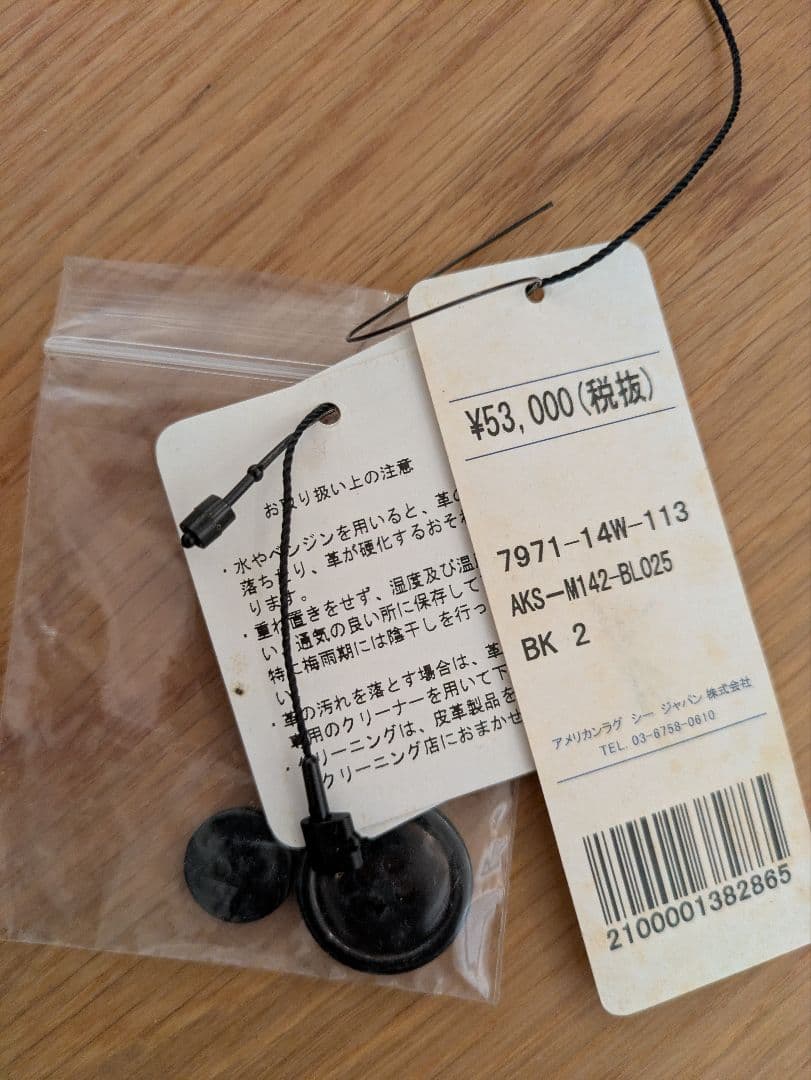 お取り扱い上の注意
・水やベンジンを用いると、革の
落ちたり、革が硬化するおそれ
ります。
・重ね置きをせず、湿度及び温度
い、通気の良い所に保存して
特に梅雨期には陰干しを行っ
い
・革の汚れを落とす場合は、革
専用のクリーナーを用いて下
・クリーニングは、皮革製品を
クリーニング店におまかせ
¥53,000(税抜)
7971-14W-113
AKS-M142-BL025
BK 2
アメリカンラグ シー ジャパン 株式会社
TEL. 03-6758-0610
2100001382865